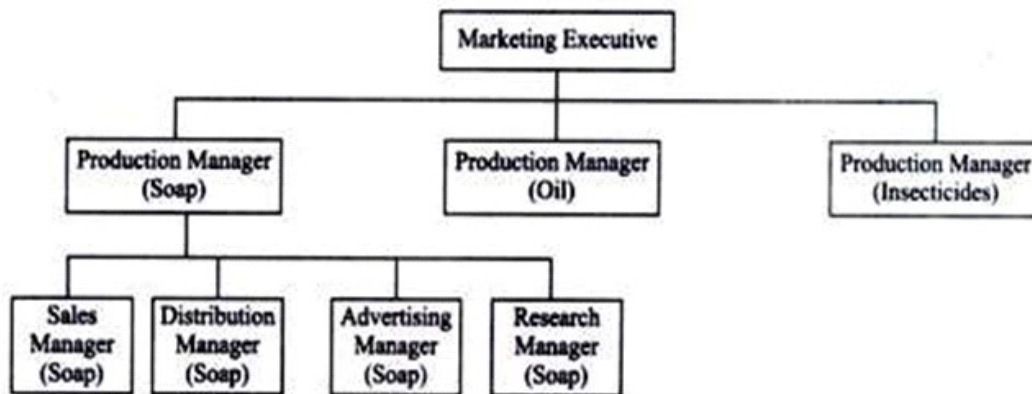 Marketing Executive
Production Manager
(Soap)
Production Manager
(Oil)
Production Manager
(Insecticides)
Sales
Manager
(Soap)
Distribution
Manager
(Soap)
Advertising
Manager
(Soap)
Research
Manager
(Soap)